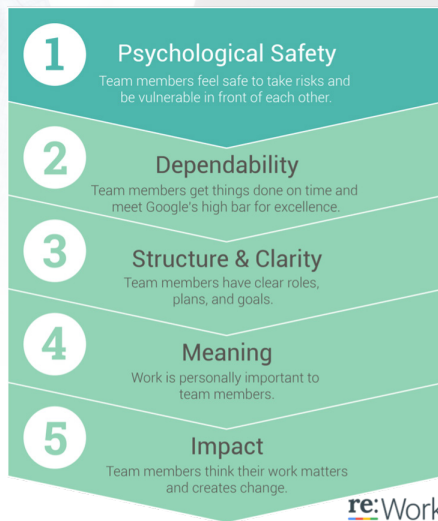 1
Psychological Safety
Team members feel safe to take risks and
be vulnerable in front of each other.
2
Dependability
Team members get things done on time and
meet Google's high bar for excellence.
3
Structure & Clarity
Team members have clear roles,
plans, and goals.
4
Meaning
Work is personally important to
team members.
5
Impact
Team members think their work matters
and creates change.
re:Work